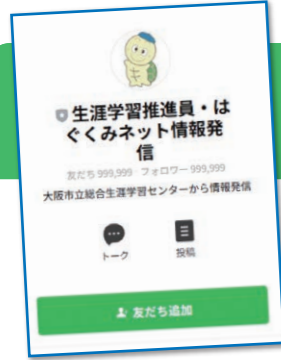 生涯学習推進員・は
ぐくみネット情報発
信
友だち 999,999 フォロワー 999,999
大阪市立総合生涯学習センターから情報発信
トーク
投稿
友だち追加